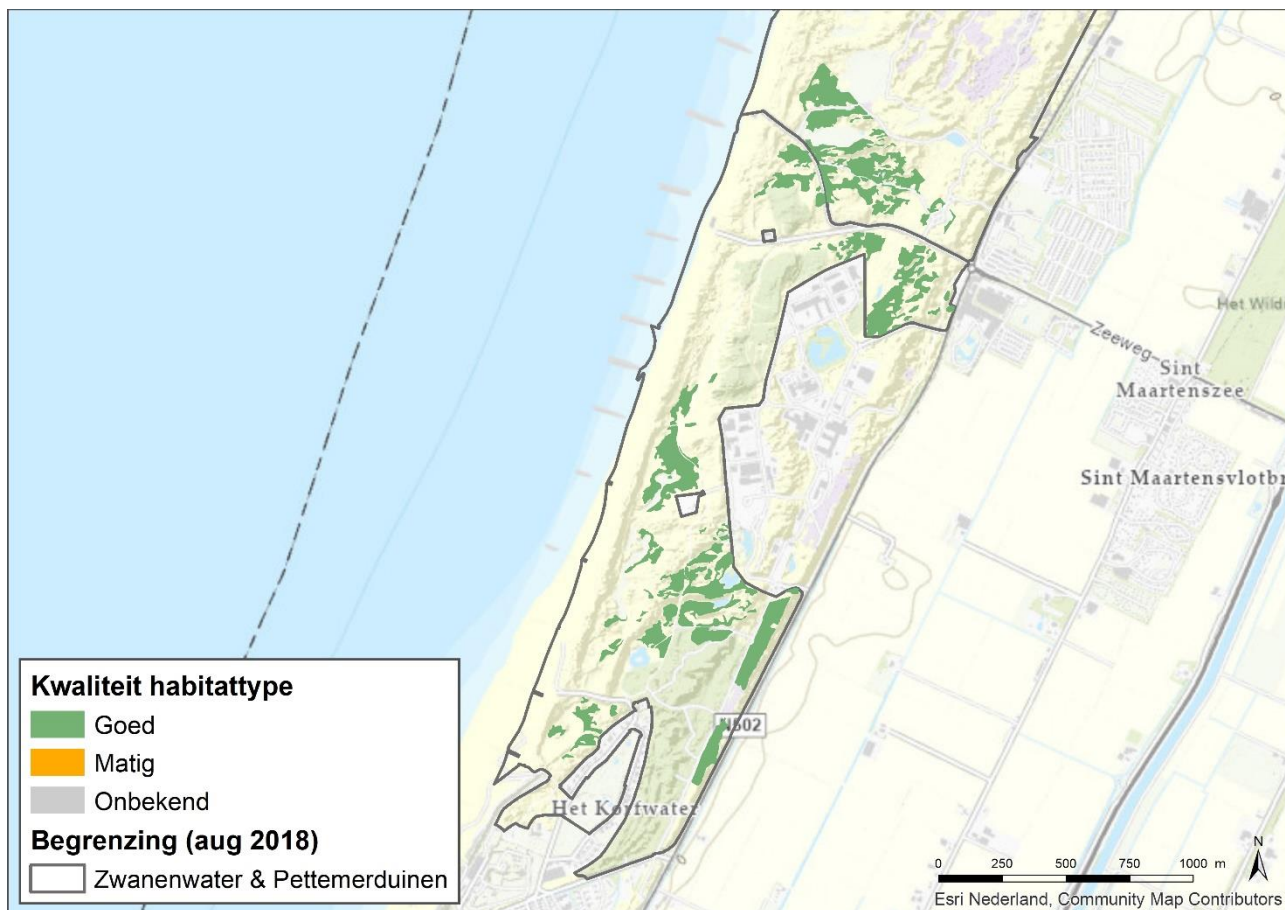 Het Wild
Zeeweg
Sint
Maartenszee
Sint Maartensvlotbr
N502
Het Korfwater
Kwaliteit habitattype
Goed
Matig
Onbekend
Begrenzing (aug 2018)
Zwanenwater & Pettemerduinen
N
0 250 500 750 1000 m
Esri Nederland, Community Map Contributors